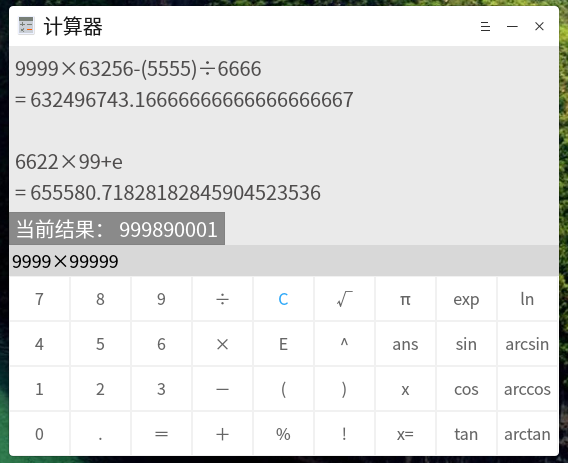 计算器
9999×63256-(5555)÷6666
= 632496743.16666666666666666667
6622×99+e
= 655580.71828182845904523536
当前结果： 999890001
9999×99999
7 8 9 ÷ C √ π exp ln
4 5 6 × E ^ ans sin arcsin
1 2 3 − ( ) x cos arccos
0 . = + % ! x= tan arctan